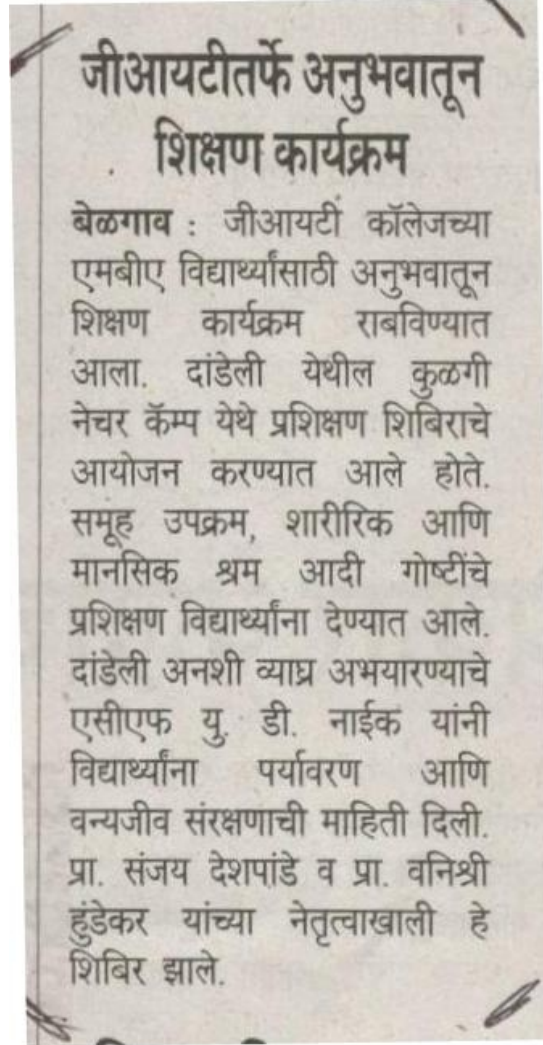 जीआयटीतर्फे अनुभवातून
शिक्षण कार्यक्रम
बेळगाव : जीआयटी कॉलेजच्या
एमबीए विद्यार्थ्यांसाठी अनुभवातून
शिक्षण कार्यक्रम राबविण्यात
आला. दांडेली येथील कुळगी
नेचर कॅम्प येथे प्रशिक्षण शिबिराचे
आयोजन करण्यात आले होते.
समूह उपक्रम, शारीरिक आणि
मानसिक श्रम आदी गोष्टींचे
प्रशिक्षण विद्यार्थ्यांना देण्यात आले.
दांडेली अनशी व्याघ्र अभयारण्याचे
एसीएफ यु. डी. नाईक यांनी
विद्यार्थ्यांना पर्यावरण आणि
वन्यजीव संरक्षणाची माहिती दिली.
प्रा. संजय देशपांडे व प्रा. वनिश्री
हुंडेकर यांच्या नेतृत्वाखाली हे
शिबिर झाले.